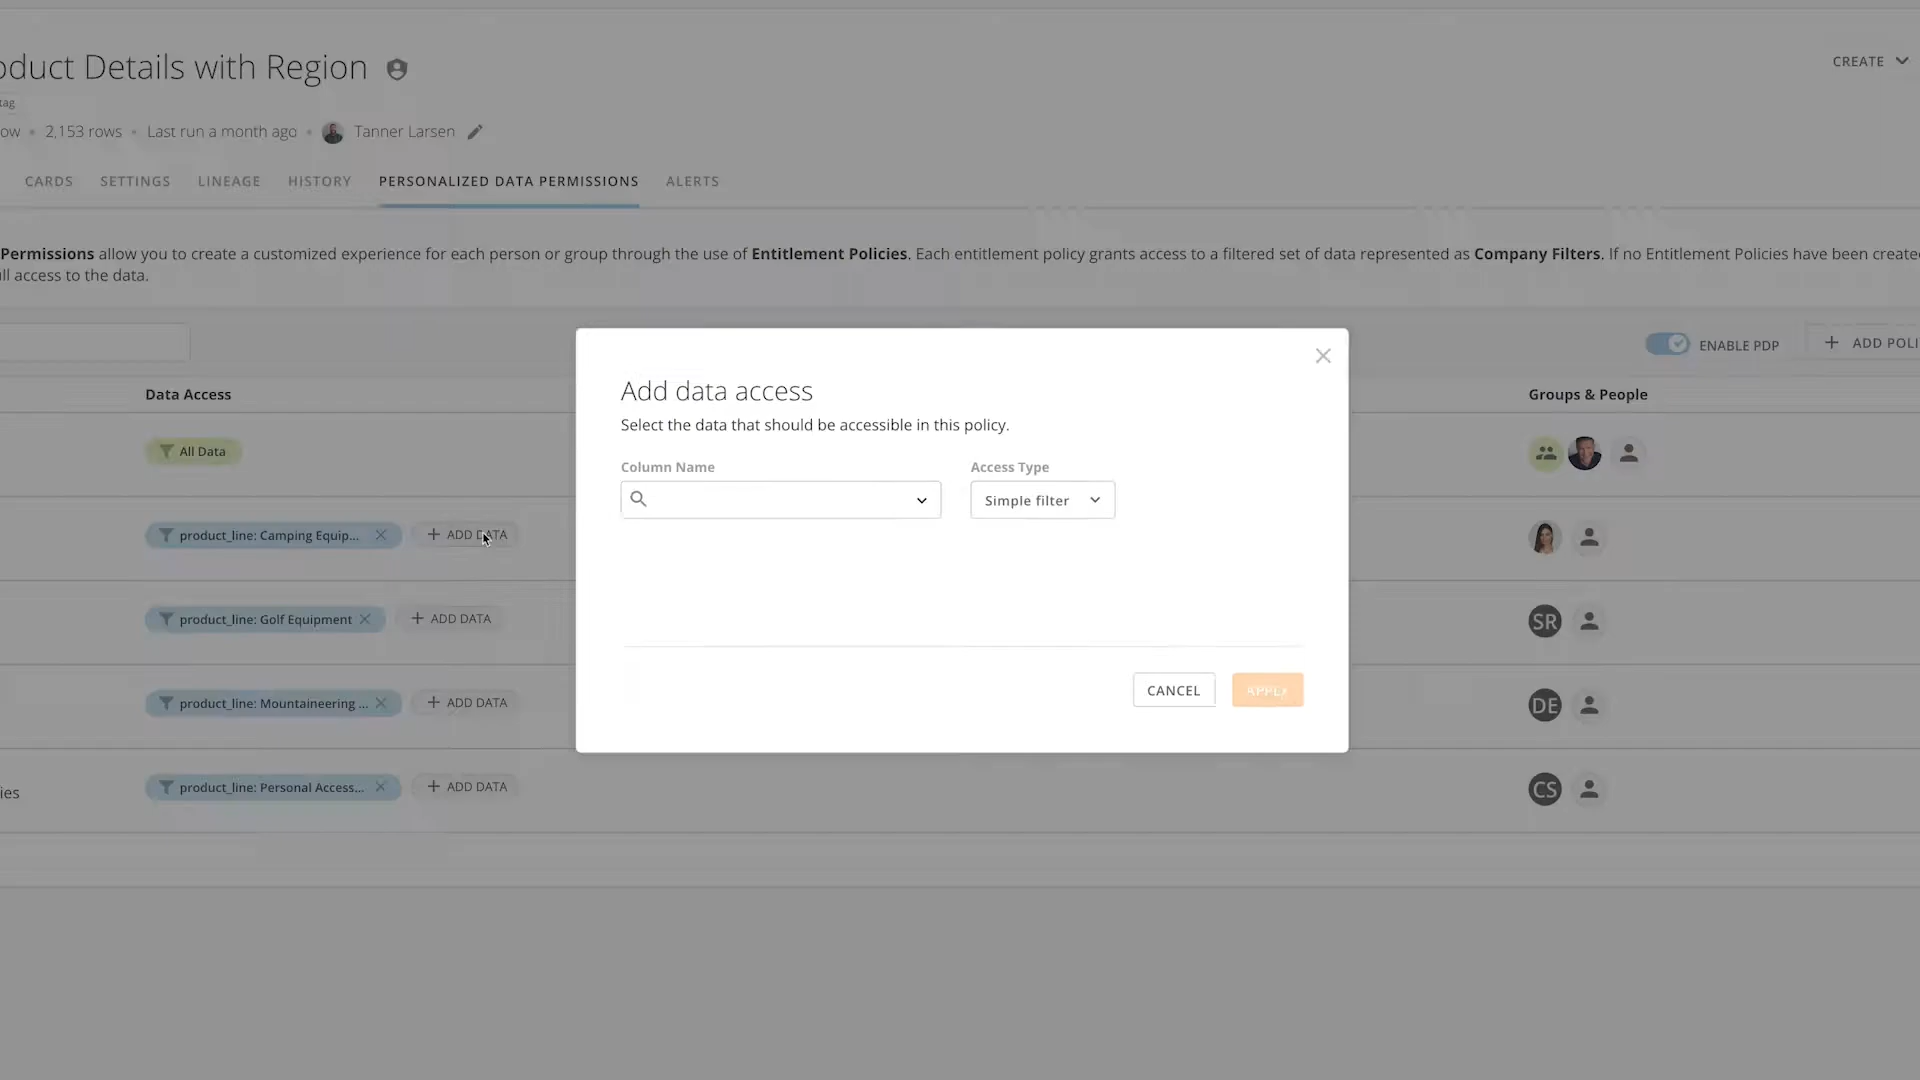 oduct Details with Region
CREATE
tag
ow • 2,153 rows • Last run a month ago • Tanner Larsen
CARDS SETTINGS LINEAGE HISTORY PERSONALIZED DATA PERMISSIONS ALERTS
Permissions allow you to create a customized experience for each person or group through the use of Entitlement Policies. Each entitlement policy grants access to a filtered set of data represented as Company Filters. If no Entitlement Policies have been create
ll access to the data.
ENABLE PDP
+ ADD POLI
Data Access
Groups & People
All Data
product_line: Camping Equip...
+ ADD DATA
product_line: Golf Equipment
+ ADD DATA
SR
product_line: Mountaineering ...
+ ADD DATA
DE
ies
product_line: Personal Access...
+ ADD DATA
CS
Add data access
Select the data that should be accessible in this policy.
Column Name
Access Type
Simple filter
CANCEL
APPLY